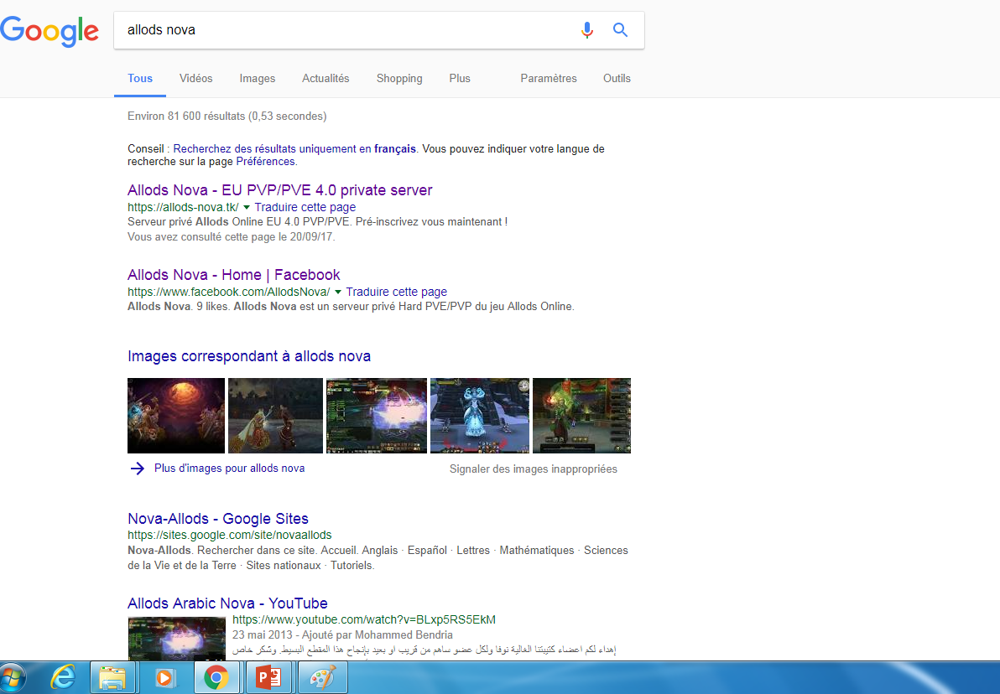 Google
allods nova
Tous Vidéos Images Actualités Shopping Plus Paramètres Outils
Environ 81 600 résultats (0,53 secondes)
Conseil : Recherchez des résultats uniquement en français. Vous pouvez indiquer votre langue de
recherche sur la page Préférences.
Allods Nova - EU PVP/PVE 4.0 private server
https://allods-nova.tk/ Traduire cette page
Serveur privé Allods Online EU 4.0 PVP/PVE. Pré-inscrivez vous maintenant !
Vous avez consulté cette page le 20/09/17.
Allods Nova - Home | Facebook
https://www.facebook.com/AllodsNova/ Traduire cette page
Allods Nova. 9 likes. Allods Nova est un serveur privé Hard PVE/PVP du jeu Allods Online.
Images correspondant à allods nova
Plus d'images pour allods nova Signaler des images inappropriées
Nova-Allods - Google Sites
https://sites.google.com/site/novaallods
Nova-Allods. Rechercher dans ce site. Accueil. Anglais · Español · Lettres · Mathématiques · Sciences
de la Vie et de la Terre · Sites nationaux · Tutoriels.
Allods Arabic Nova - YouTube
https://www.youtube.com/watch?v=BLxp5RS5EkM
23 mai 2013 - Ajouté par Mohammed Bendria
إهداء لكم اعضاء كتيبتنا الغالية نوفا ولكل عضو ساهم من قريب او بعيد بإنجاح هذا المقطع البسيط. وشكر خاص